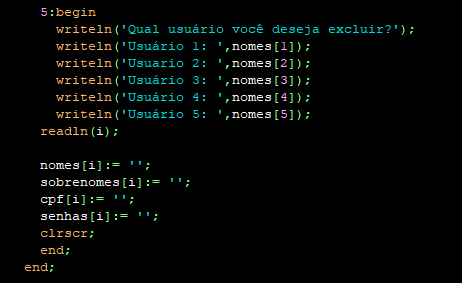 5:begin
writeln('Qual usuário você deseja excluir?');
writeln('Usuário 1: ',nomes[1]);
writeln('Usuario 2: ',nomes[2]);
writeln('Usuário 3: ',nomes[3]);
writeln('Usuário 4: ',nomes[4]);
writeln('Usuário 5: ',nomes[5]);
readln(i);
nomes[i]:= '';
sobrenomes[i]:= '';
cpf[i]:= '';
senhas[i]:= '';
clrscr;
end;
end;